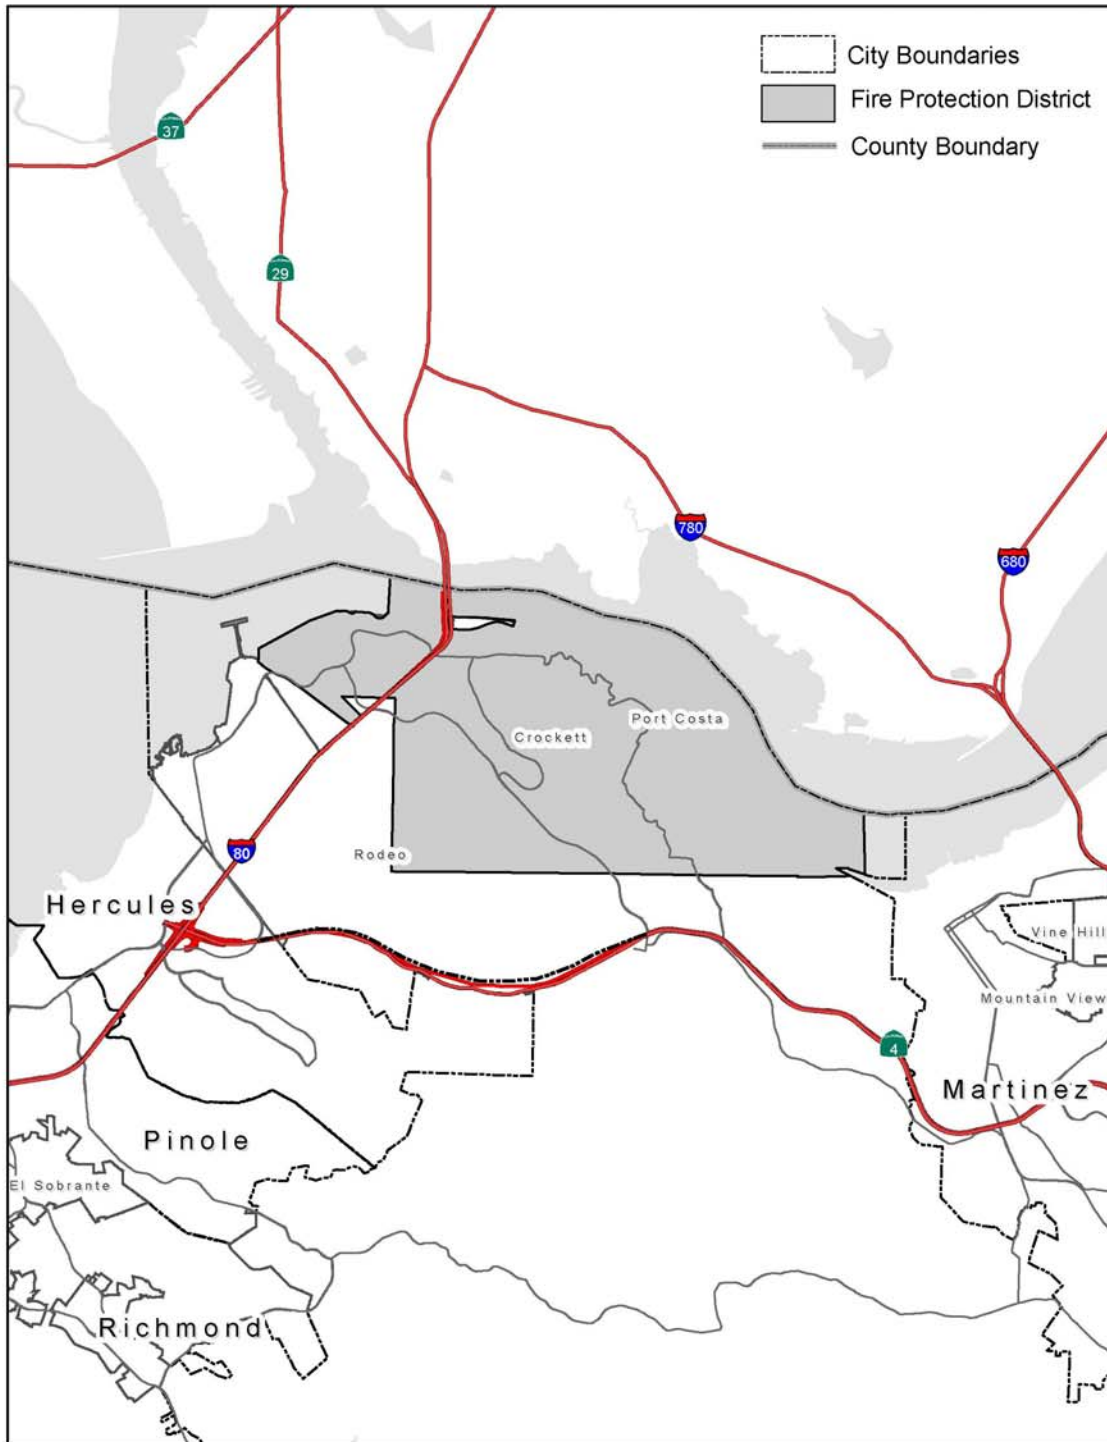 City Boundaries
Fire Protection District
County Boundary
37
29
780
680
Port Costa
Crockett
80
Rodeo
Hercules
Vine Hill
Mountain View
4
Martinez
Pinole
El Sobrante
Richmond